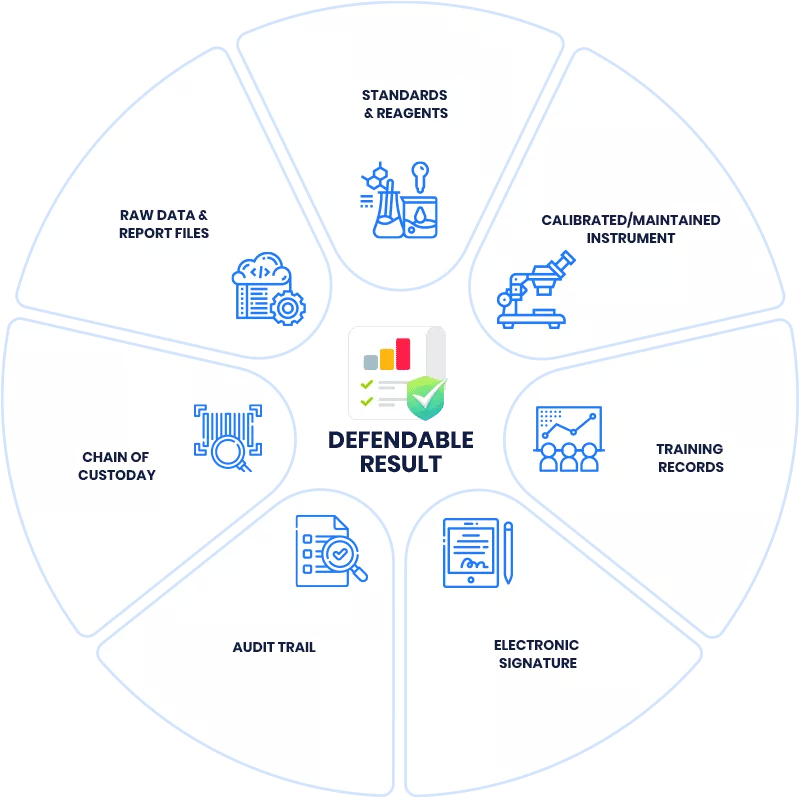 STANDARDS
& REAGENTS
CALIBRATED/MAINTAINED
INSTRUMENT
TRAINING
RECORDS
ELECTRONIC
SIGNATURE
AUDIT TRAIL
CHAIN OF
CUSTODAY
RAW DATA &
REPORT FILES
DEFENDABLE
RESULT